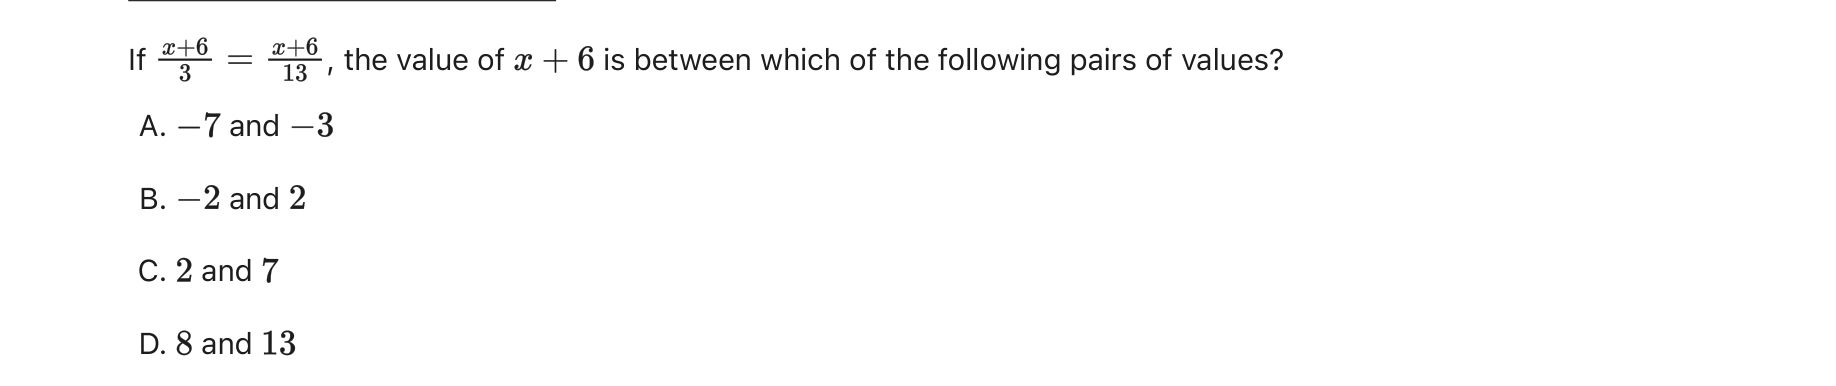 If $\frac{x+6}{3} = \frac{x+6}{13}$, the value of $x + 6$ is between which of the following pairs of values?
A. $-7$ and $-3$
B. $-2$ and $2$
C. $2$ and $7$
D. $8$ and $13$